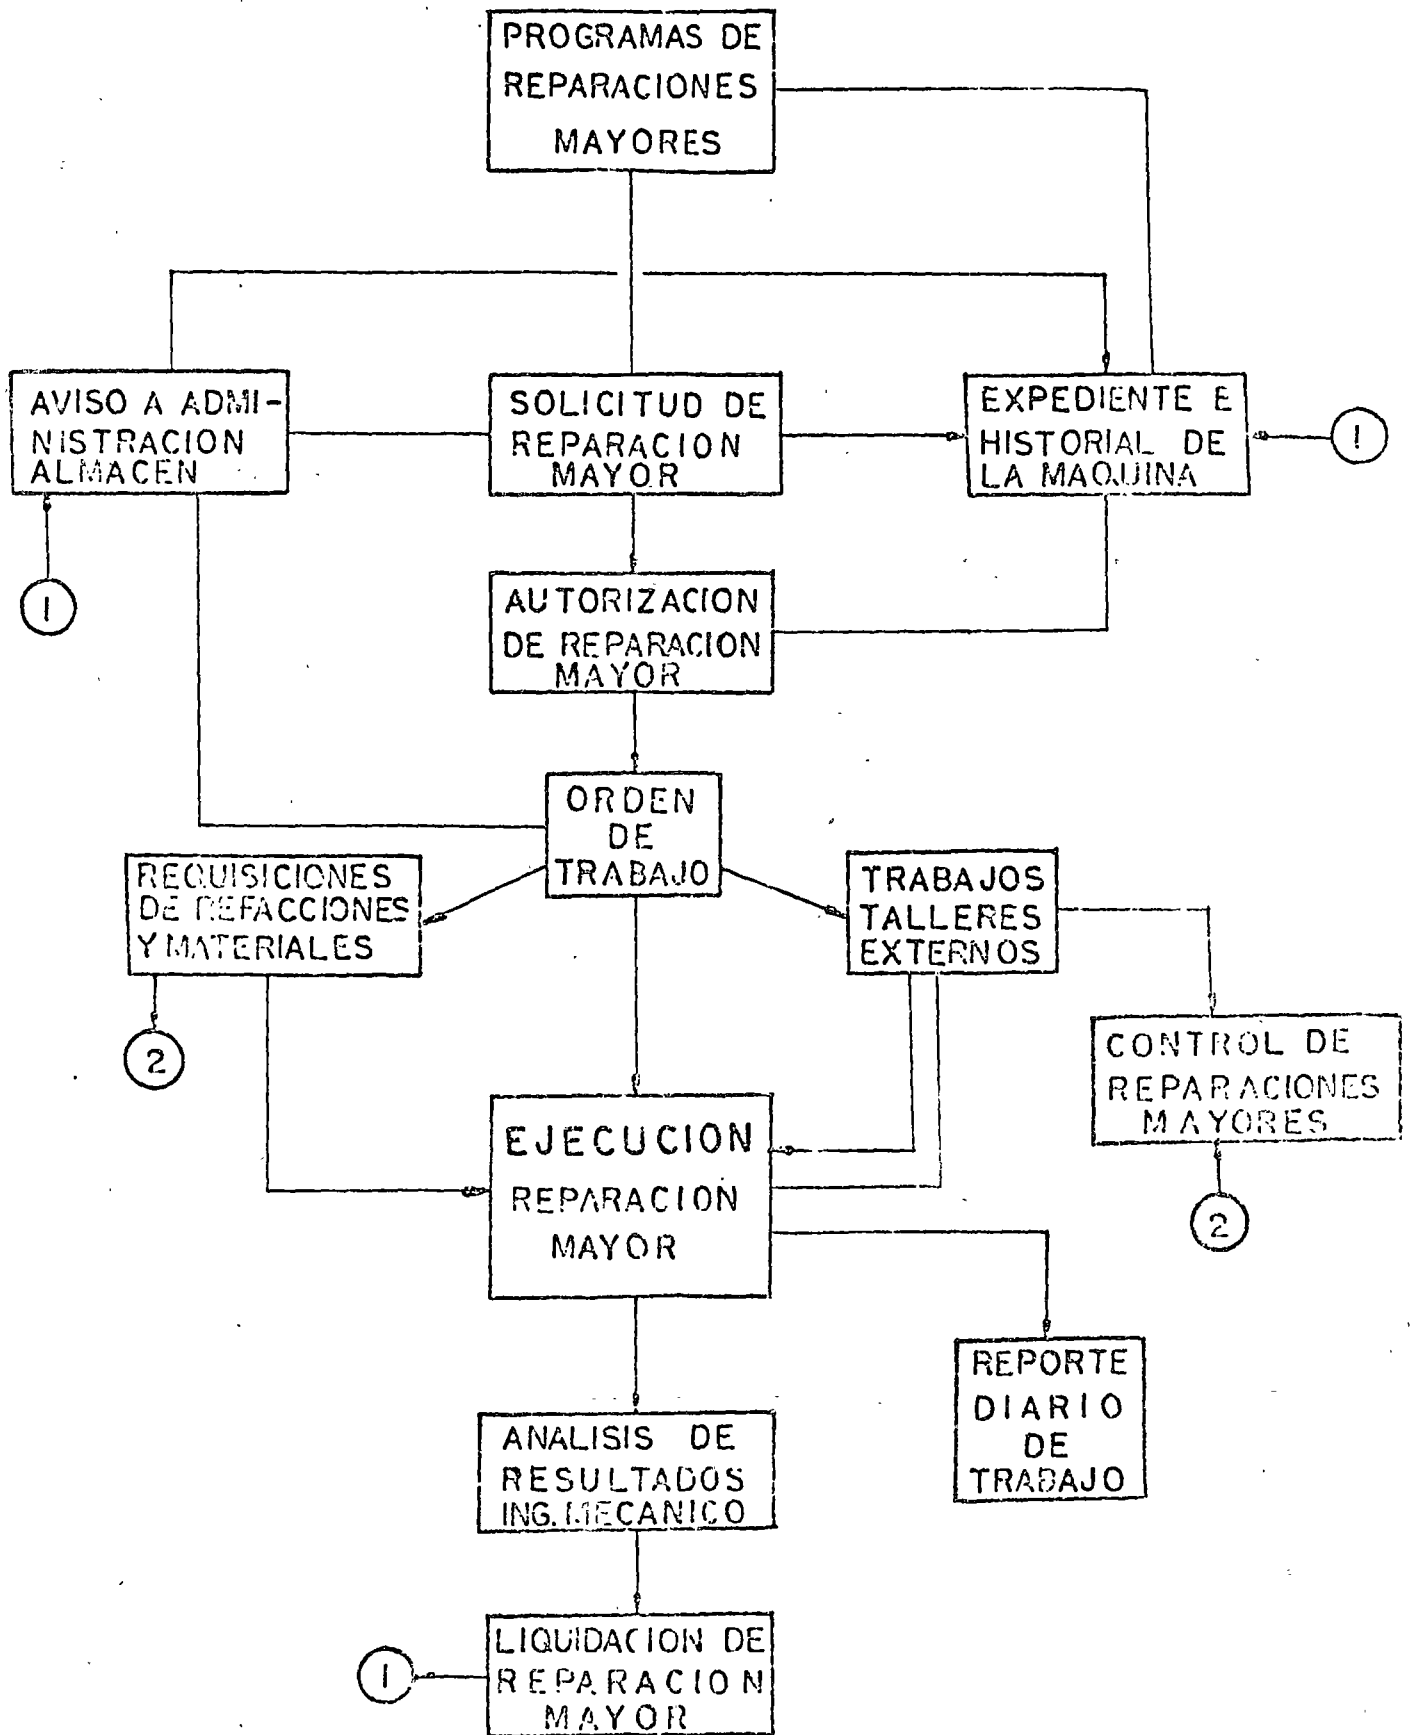 PROGRAMAS DE
REPARACIONES
MAYORES
AVISO A ADMI-
NISTRACION
ALMACEN
SOLICITUD DE
REPARACION
MAYOR
EXPEDIENTE E
HISTORIAL DE
LA MAQUINA
1
1
AUTORIZACION
DE REPARACION
MAYOR
ORDEN
DE
TRABAJO
REQUISICIONES
DE REFACCIONES
Y MATERIALES
TRABAJOS
TALLERES
EXTERNOS
2
CONTROL DE
REPARACIONES
MAYORES
EJECUCION
REPARACION
MAYOR
2
REPORTE
DIARIO
DE
TRABAJO
ANALISIS DE
RESULTADOS
ING. MECANICO
LIQUIDACION DE
REPARACION
MAYOR
1